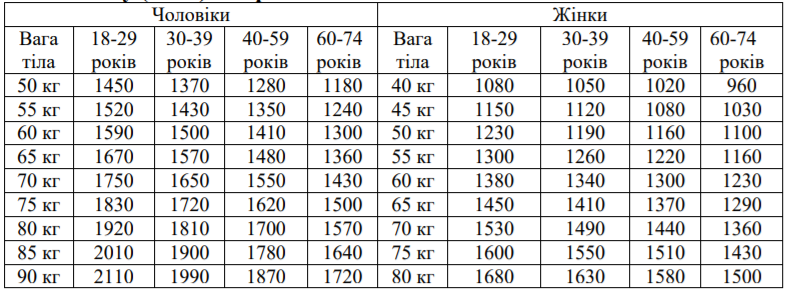 Чоловіки Жінки
Вага тіла 18-29 років 30-39 років 40-59 років 60-74 років Вага тіла 18-29 років 30-39 років 40-59 років 60-74 років
50 кг 1450 1370 1280 1180 40 кг 1080 1050 1020 960
55 кг 1520 1430 1350 1240 45 кг 1150 1120 1080 1030
60 кг 1590 1500 1410 1300 50 кг 1230 1190 1160 1100
65 кг 1670 1570 1480 1360 55 кг 1300 1260 1220 1160
70 кг 1750 1650 1550 1430 60 кг 1380 1340 1300 1230
75 кг 1830 1720 1620 1500 65 кг 1450 1410 1370 1290
80 кг 1920 1810 1700 1570 70 кг 1530 1490 1440 1360
85 кг 2010 1900 1780 1640 75 кг 1600 1550 1510 1430
90 кг 2110 1990 1870 1720 80 кг 1680 1630 1580 1500